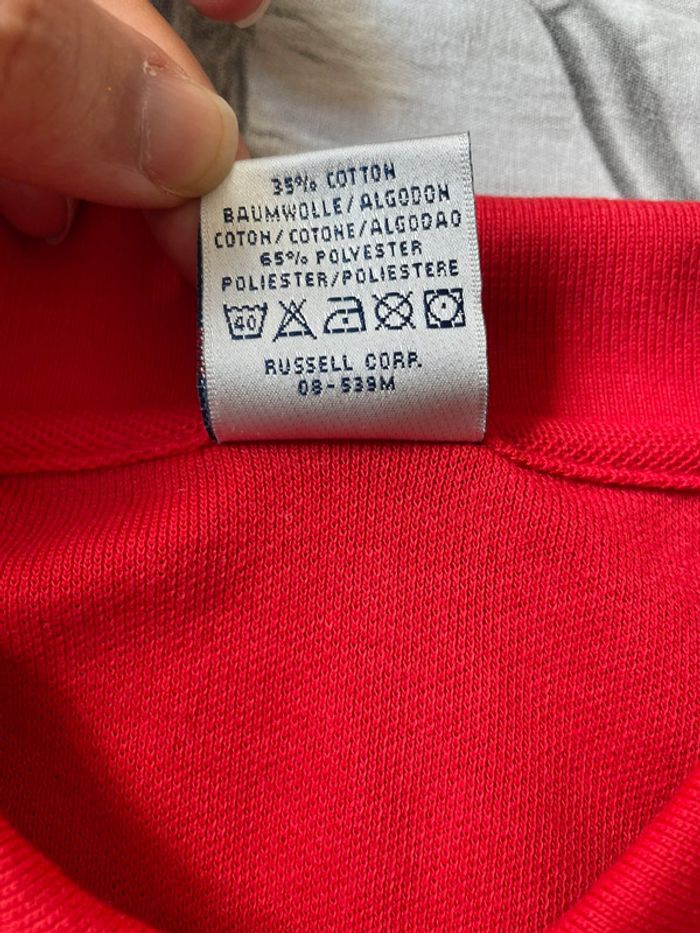 35% COTTON
BAUMWOLLE/ALGODON
COTON/COTONE/ALGODAO
65% POLYESTER
POLIESTER/POLIESTERE
40
RUSSELL CORP.
08-539M